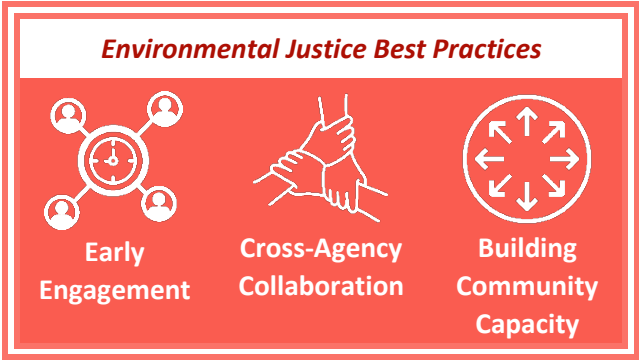 Environmental Justice Best Practices
Early
Engagement
Cross-Agency
Collaboration
Building
Community
Capacity